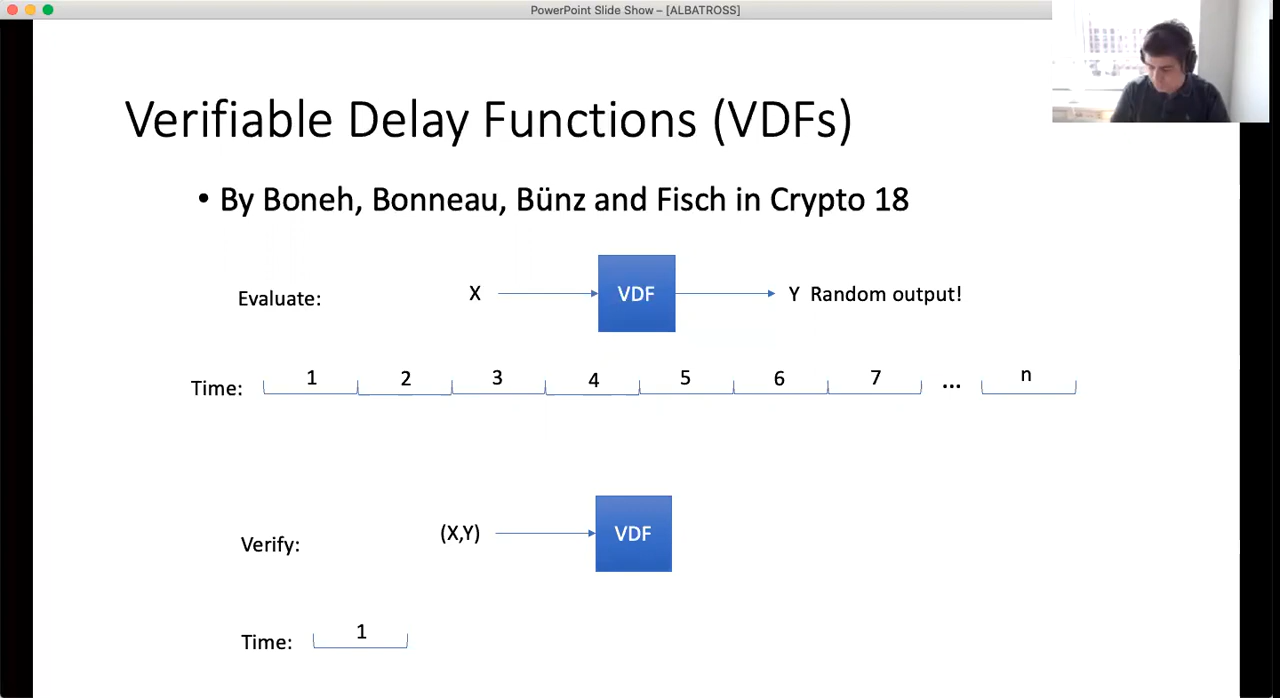 PowerPoint Slide Show – [ALBATROSS]
Verifiable Delay Functions (VDFs)
• By Boneh, Bonneau, Bünz and Fisch in Crypto 18
Evaluate: X VDF Y Random output!
Time: 1 2 3 4 5 6 7 ... n
Verify: (X,Y) VDF
Time: 1